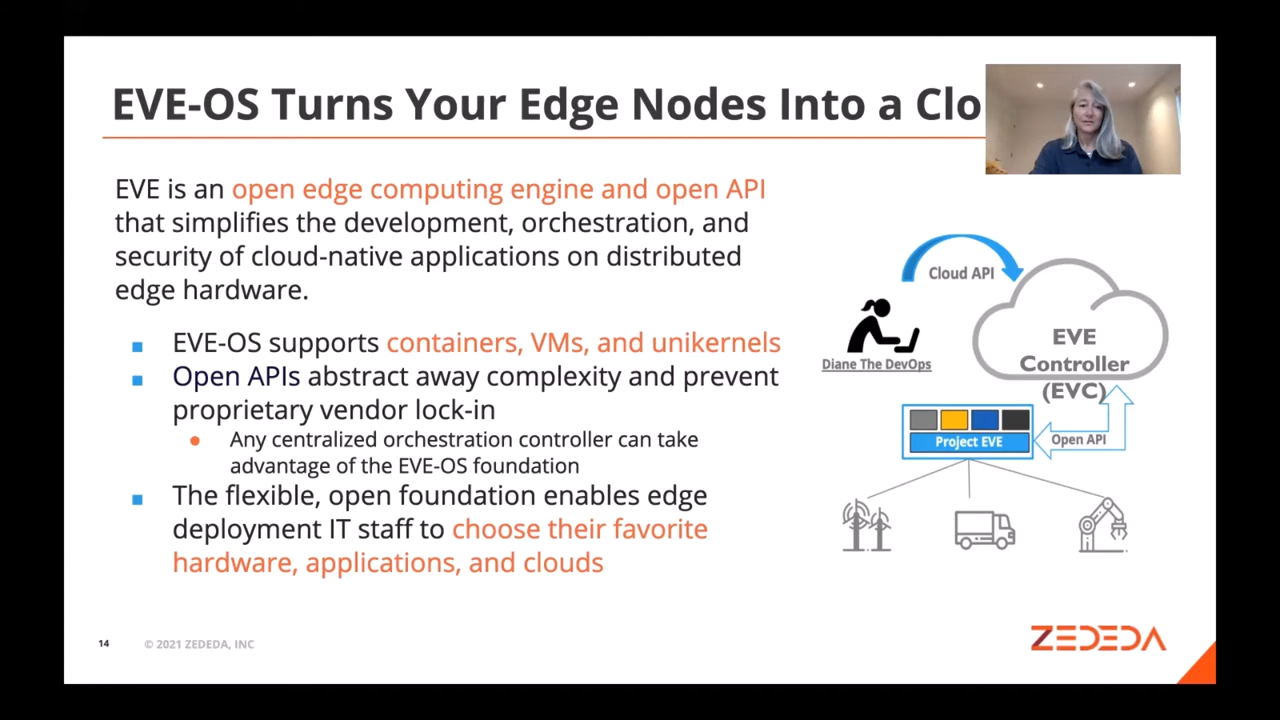 EVE-OS Turns Your Edge Nodes Into a Clo
EVE is an open edge computing engine and open API
that simplifies the development, orchestration, and
security of cloud-native applications on distributed
edge hardware.
EVE-OS supports containers, VMs, and unikernels
Open APIs abstract away complexity and prevent
proprietary vendor lock-in
Any centralized orchestration controller can take
advantage of the EVE-OS foundation
The flexible, open foundation enables edge
deployment IT staff to choose their favorite
hardware, applications, and clouds
Cloud API
Diane The DevOps
EVE
Controller
(EVC)
Project EVE
Open API
14
© 2021 ZEDEDA, INC
ZEDEDA